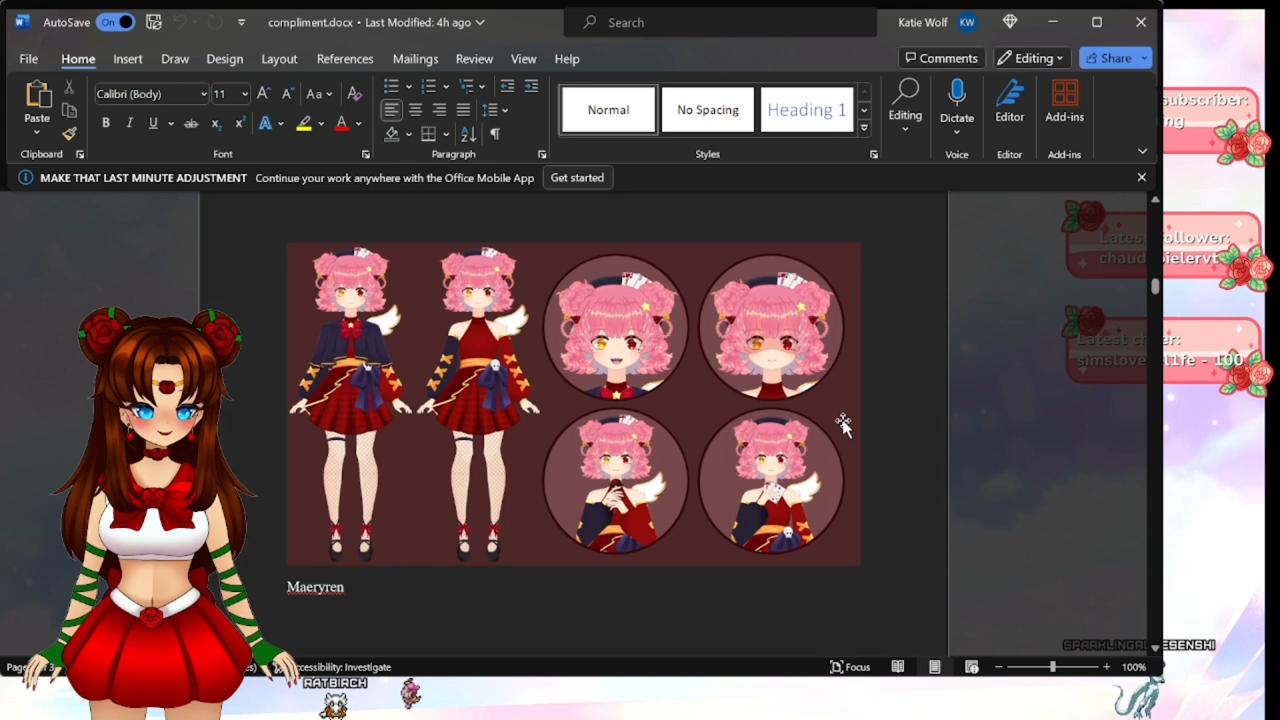 AutoSave On compliment.docx • Last Modified: 4h ago Search Katie Wolf KW
File Home Insert Draw Design Layout References Mailings Review View Help Comments Editing Share
Paste Calibri (Body) 11 Aa Normal No Spacing Heading 1 Editing Dictate Editor Add-ins
Clipboard Font Paragraph Styles Voice Editor Add-ins
MAKE THAT LAST MINUTE ADJUSTMENT Continue your work anywhere with the Office Mobile App Get started
subscriber:
Latest follower:
Latest
100
Maeryren
Accessibility: Investigate Focus 100%
RATBIRCH